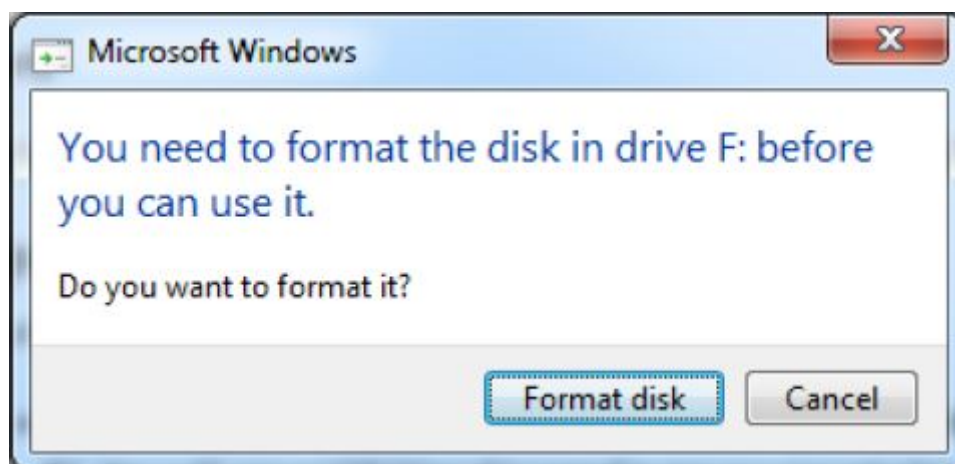 Microsoft Windows
You need to format the disk in drive F: before
you can use it.
Do you want to format it?
Format disk
Cancel